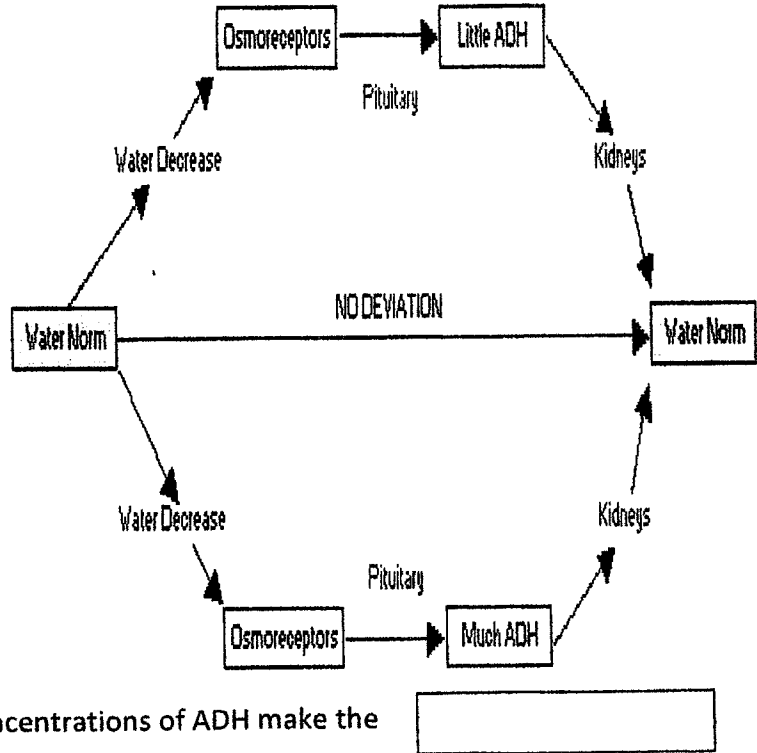 Osmoreceptors
Little ADH
Pituitary
Water Decrease
Kidneys
NO DEVIATION
Water Norm
Water Norm
Water Decrease
Kidneys
Pituitary
Osmoreceptors
Much ADH
ncentrations of ADH make the